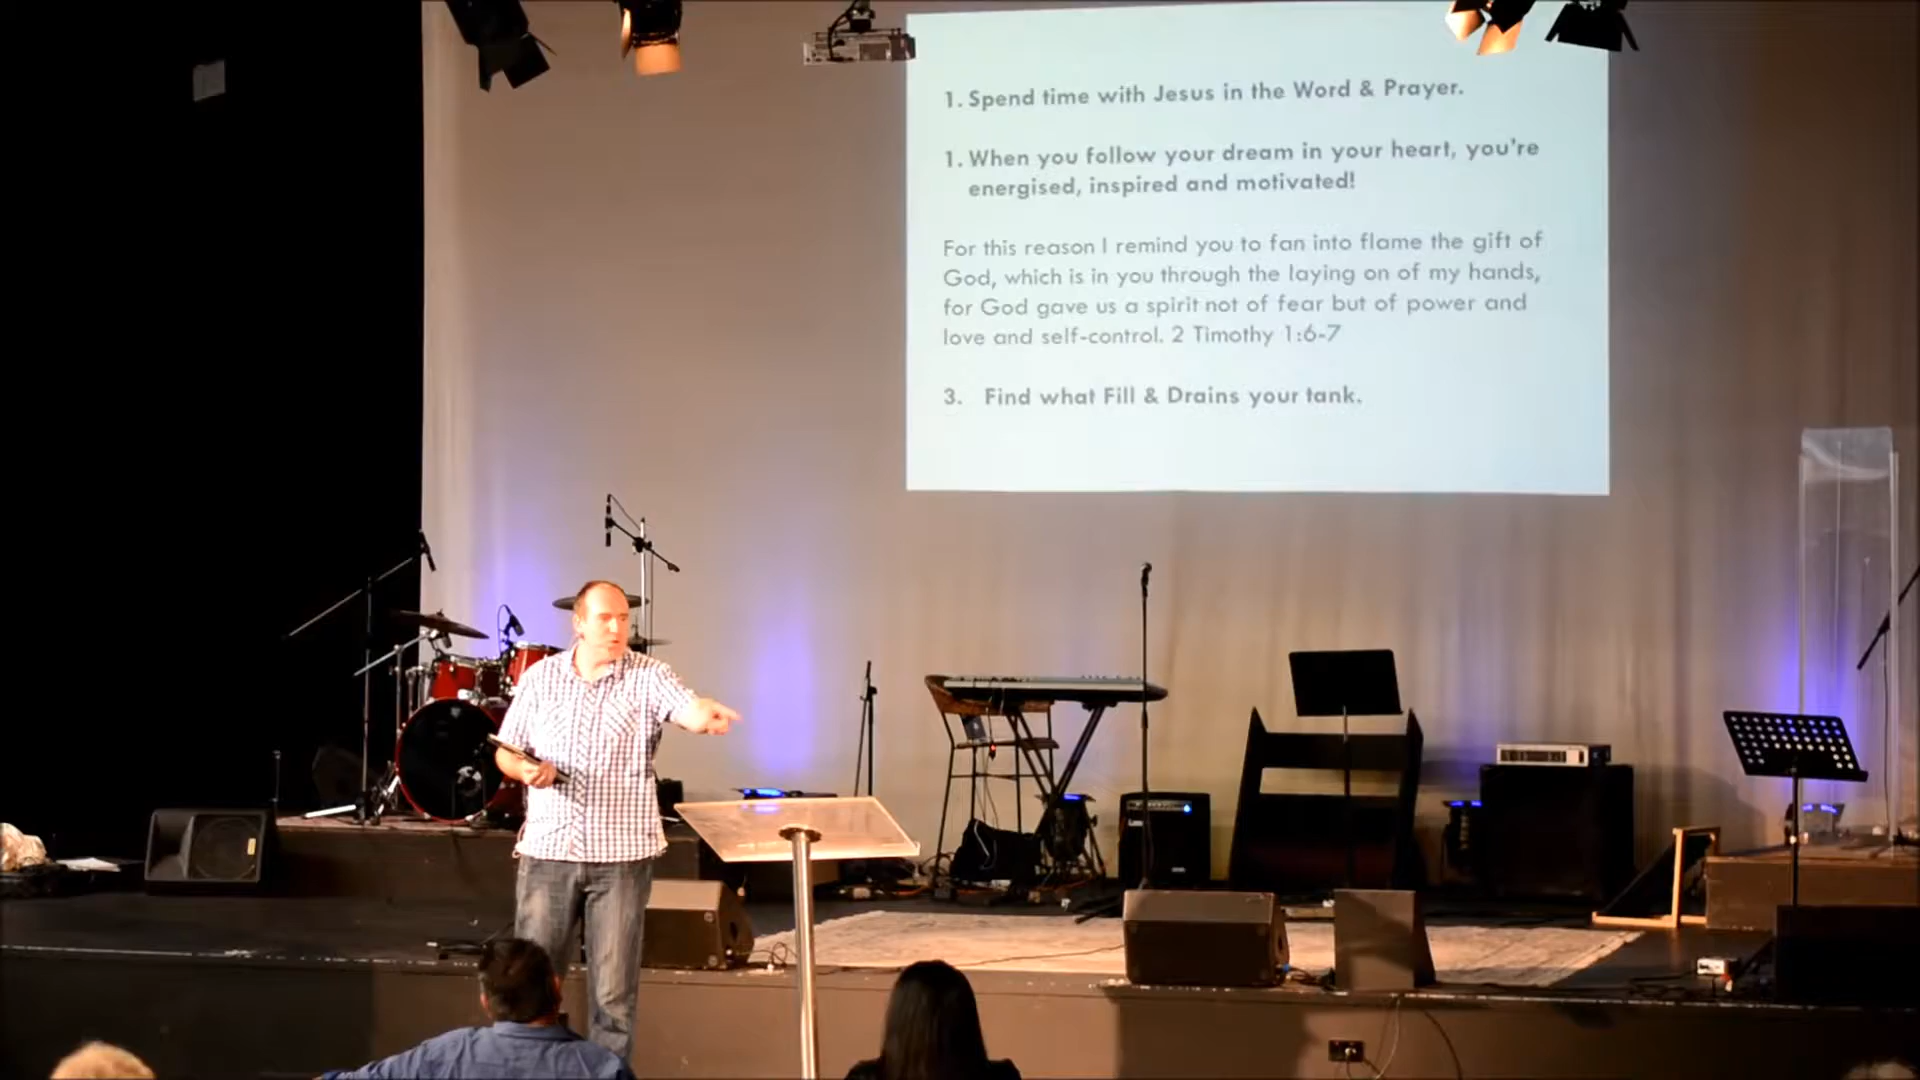 1. Spend time with Jesus in the Word & Prayer.
1. When you follow your dream in your heart, you're
energised, inspired and motivated!
For this reason I remind you to fan into flame the gift of
God, which is in you through the laying on of my hands,
for God gave us a spirit not of fear but of power and
love and self-control. 2 Timothy 1:6-7
3. Find what Fill & Drains your tank.